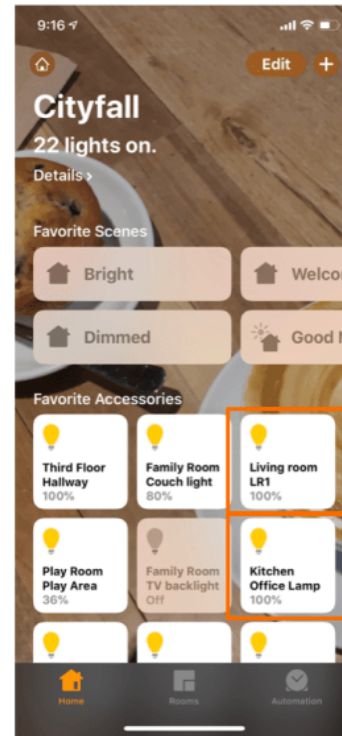 9:16
Edit
Cityfall
22 lights on.
Details >
Favorite Scenes
Bright
Welco
Dimmed
Good
Favorite Accessories
Third Floor
Hallway
100%
Family Room
Couch light
80%
Living room
LR1
100%
Play Room
Play Area
36%
Family Room
TV backlight
Off
Kitchen
Office Lamp
100%
Home
Rooms
Automation